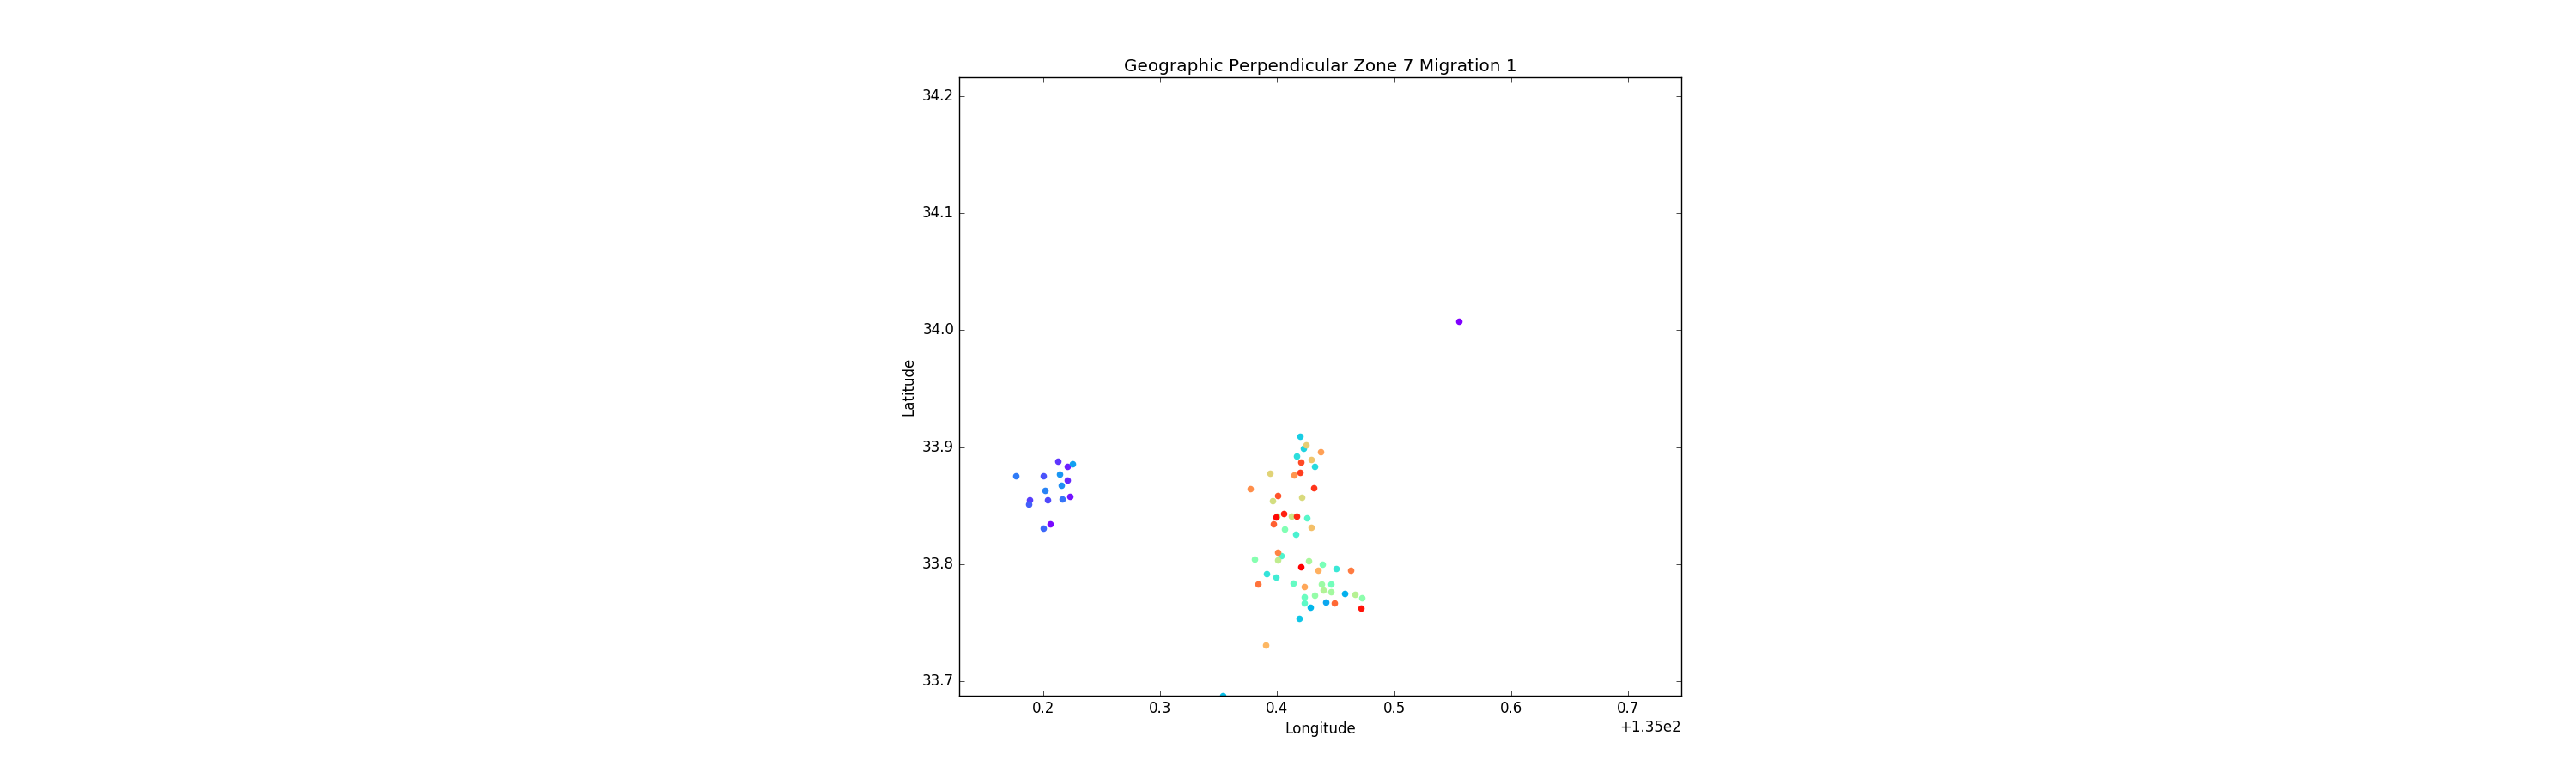 Geographic Perpendicular Zone 7 Migration 1
34.2
34.1
34.0
33.9
33.8
33.7
Latitude
0.2 0.3 0.4 0.5 0.6 0.7
+1.35e2
Longitude